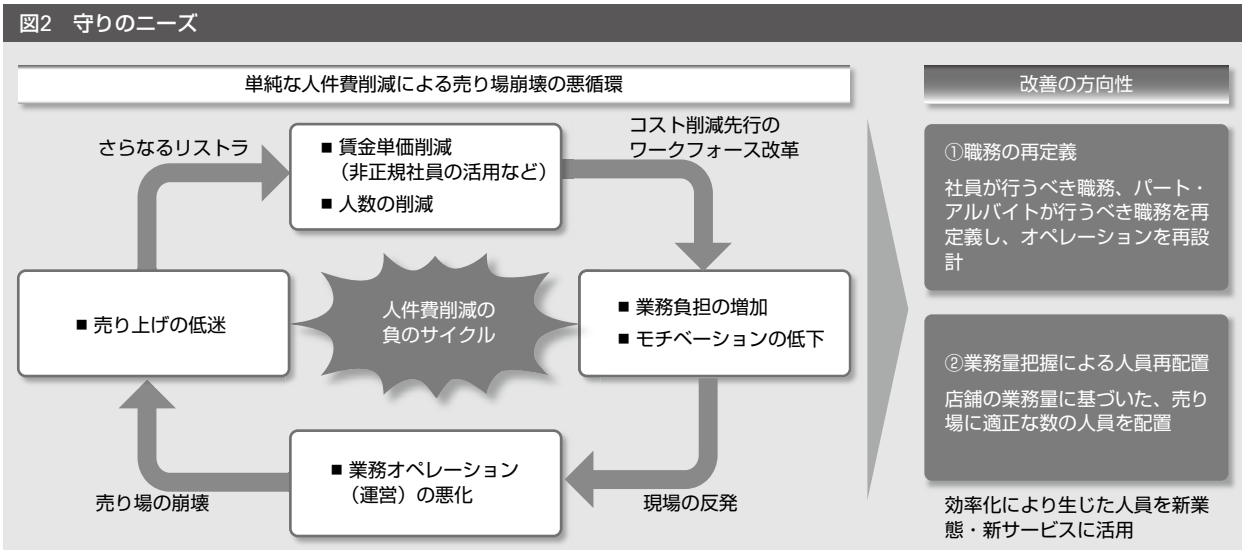 図2 守りのニーズ
単純な人件費削減による売り場崩壊の悪循環
さらなるリストラ
■ 賃金単価削減
（非正規社員の活用など）
■ 人数の削減
コスト削減先行の
ワークフォース改革
■ 売り上げの低迷
人件費削減の
負のサイクル
■ 業務負担の増加
■ モチベーションの低下
売り場の崩壊
■ 業務オペレーション
（運営）の悪化
現場の反発
改善の方向性
①職務の再定義
社員が行うべき職務、パート・
アルバイトが行うべき職務を再
定義し、オペレーションを再設
計
②業務量把握による人員再配置
店舗の業務量に基づいた、売り
場に適正な数の人員を配置
効率化により生じた人員を新業
態・新サービスに活用